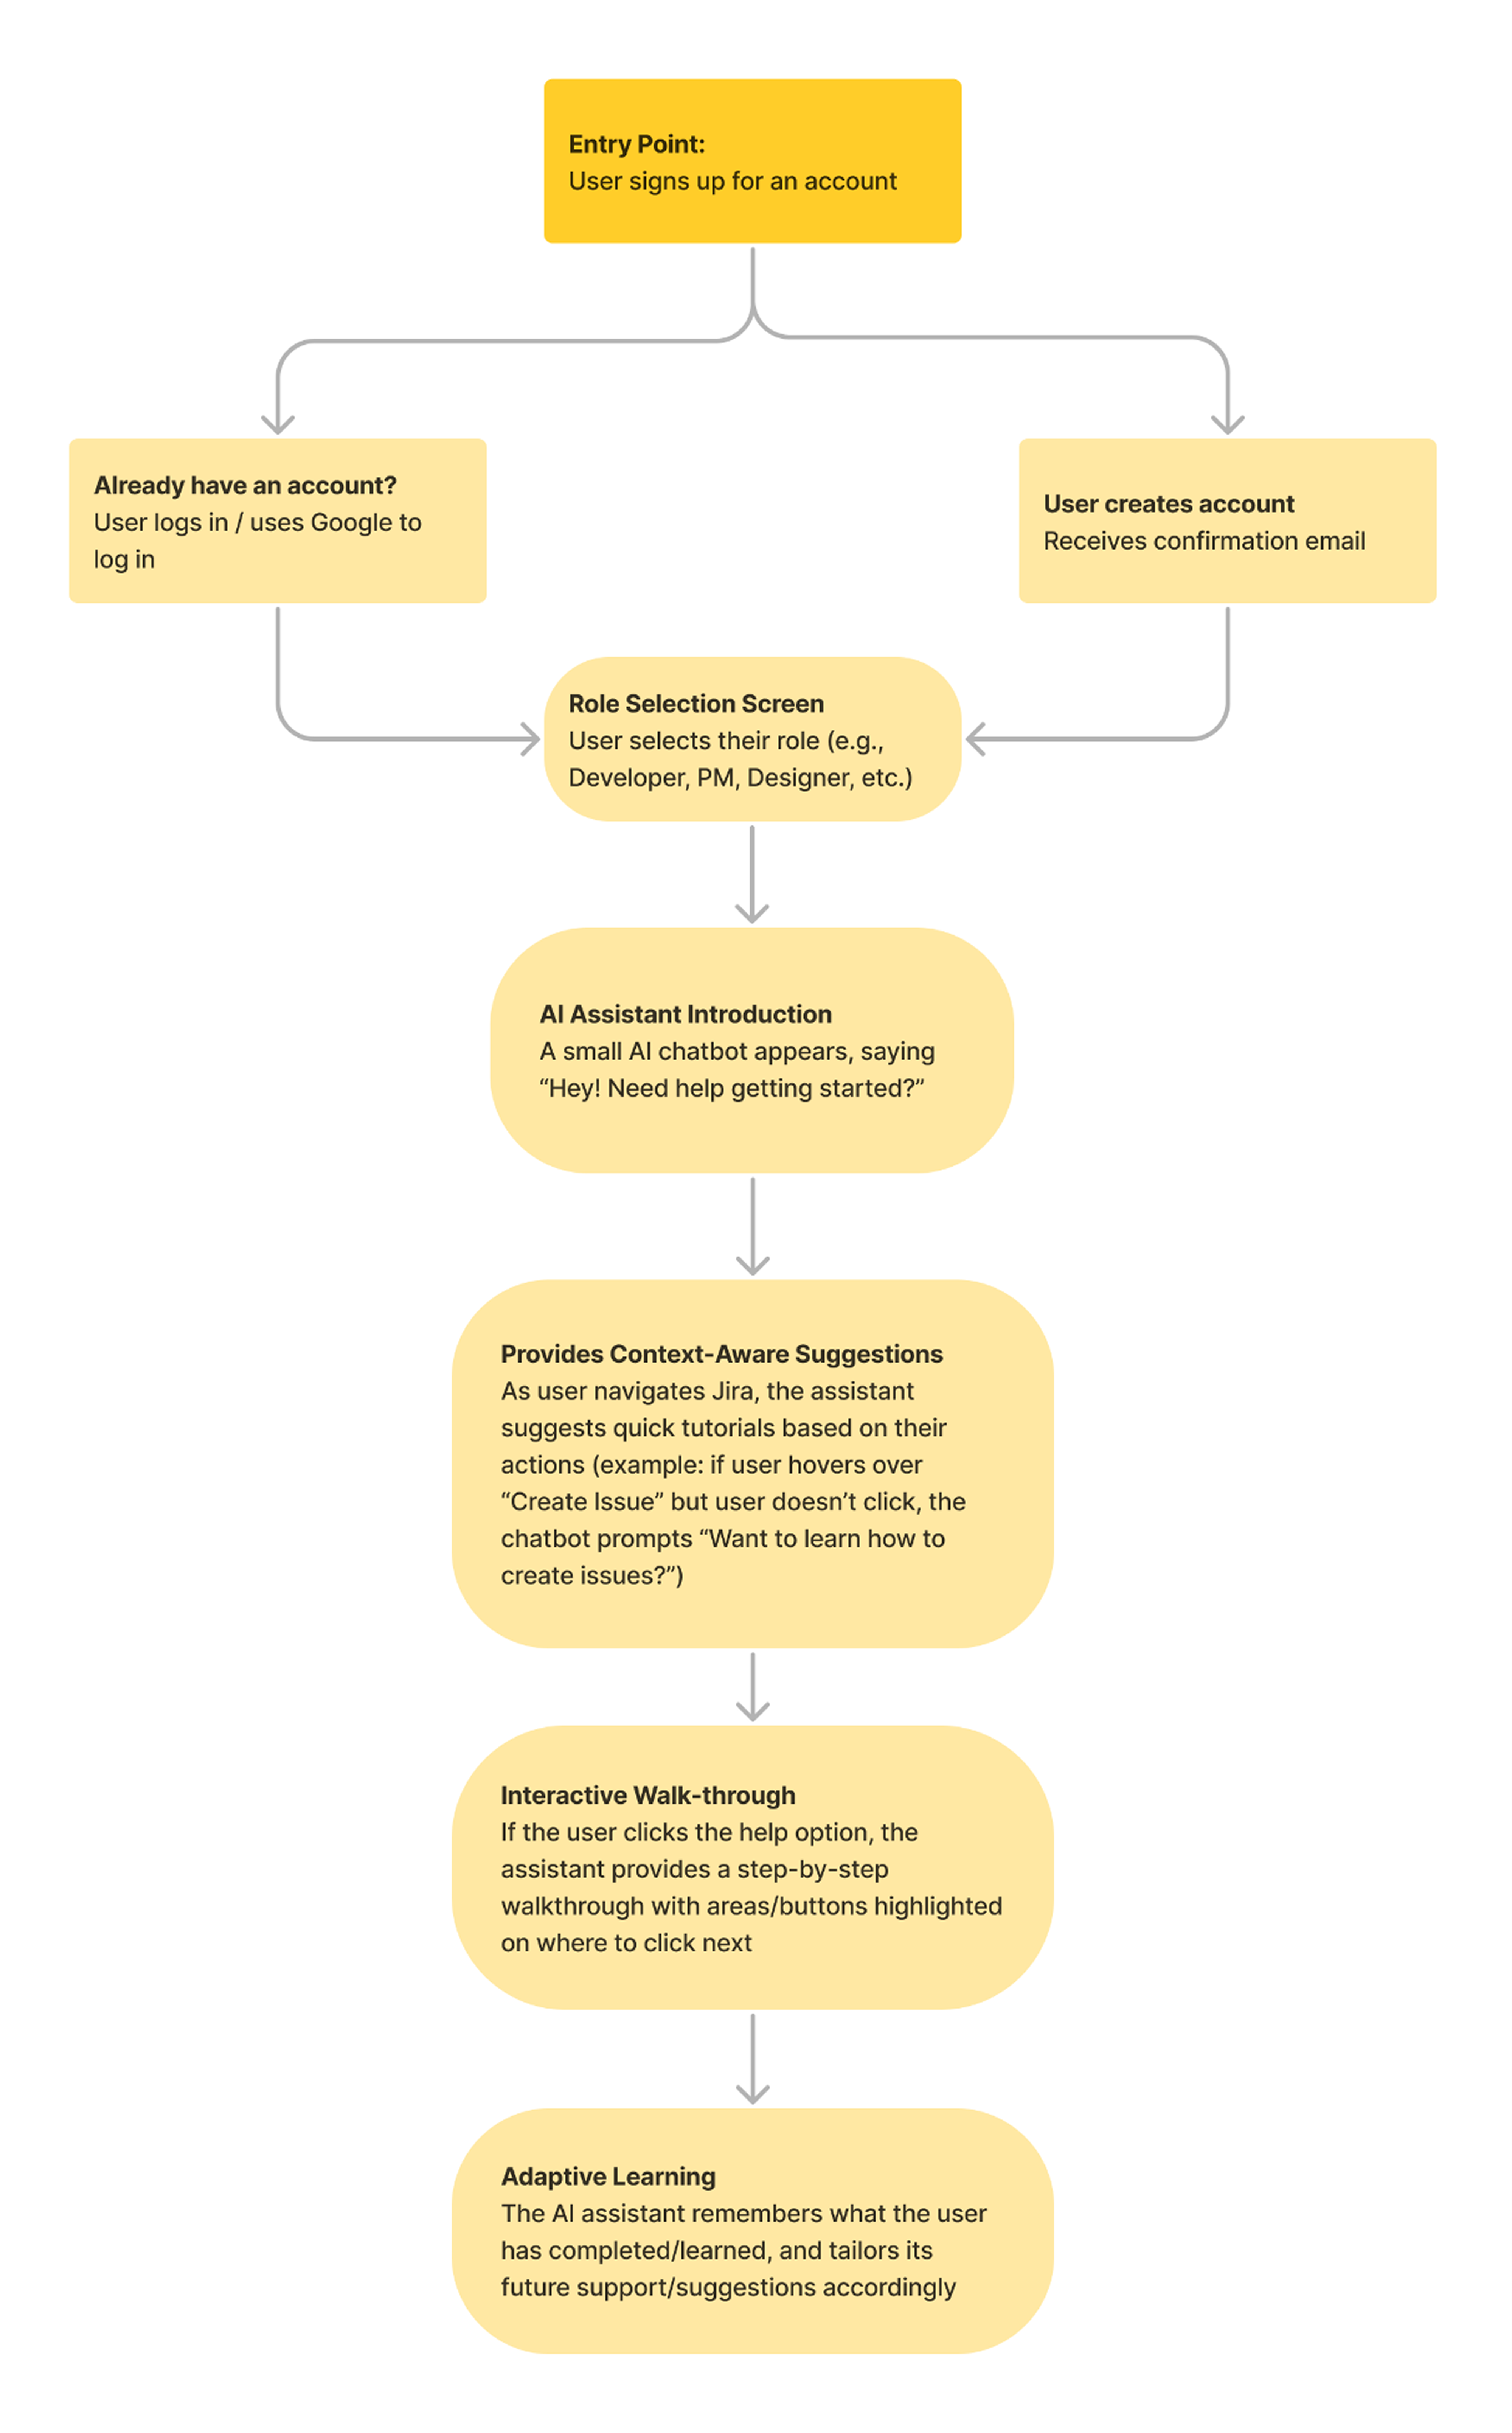 Entry Point:
User signs up for an account
Already have an account?
User logs in / uses Google to
log in
User creates account
Receives confirmation email
Role Selection Screen
User selects their role (e.g.,
Developer, PM, Designer, etc.)
AI Assistant Introduction
A small AI chatbot appears, saying
“Hey! Need help getting started?”
Provides Context-Aware Suggestions
As user navigates Jira, the assistant
suggests quick tutorials based on their
actions (example: if user hovers over
“Create Issue” but user doesn’t click, the
chatbot prompts “Want to learn how to
create issues?”)
Interactive Walk-through
If the user clicks the help option, the
assistant provides a step-by-step
walkthrough with areas/buttons highlighted
on where to click next
Adaptive Learning
The AI assistant remembers what the user
has completed/learned, and tailors its
future support/suggestions accordingly